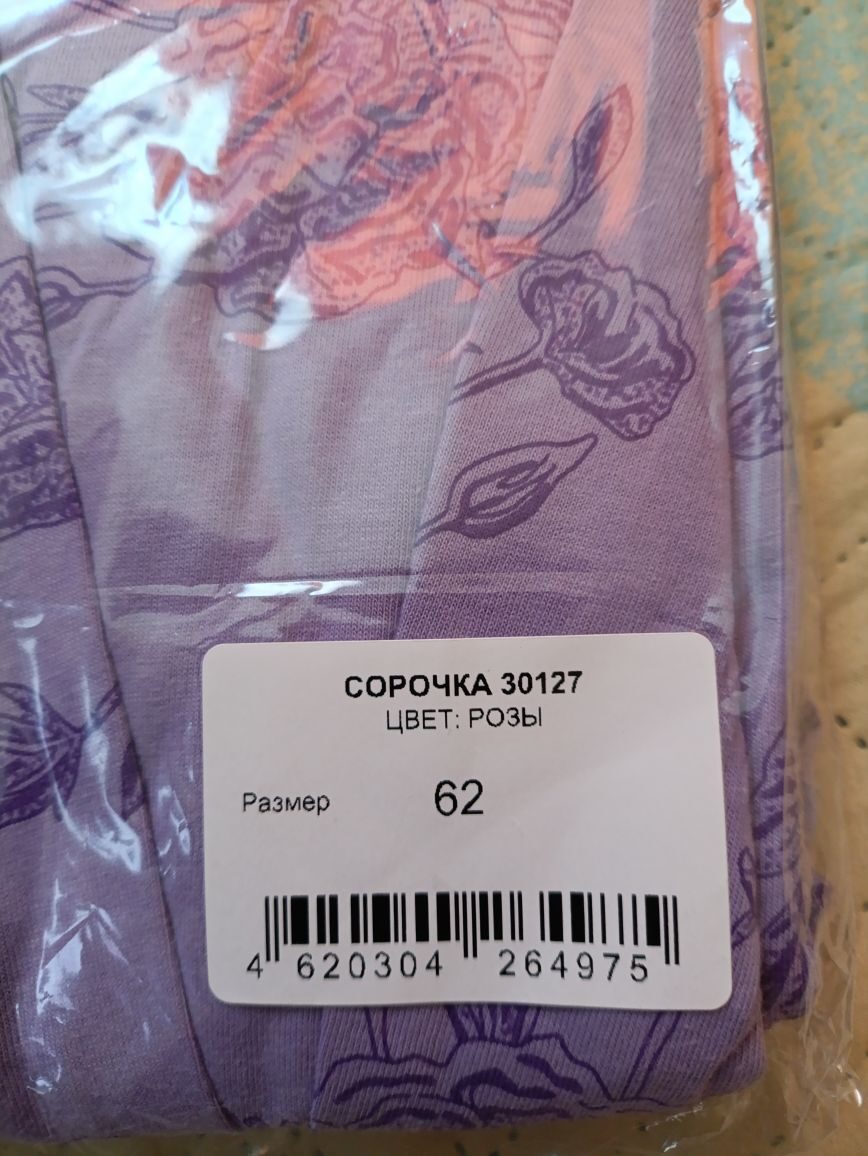 СОРОЧКА 30127
ЦВЕТ: РОЗЫ
Размер 62
4 620304 264975